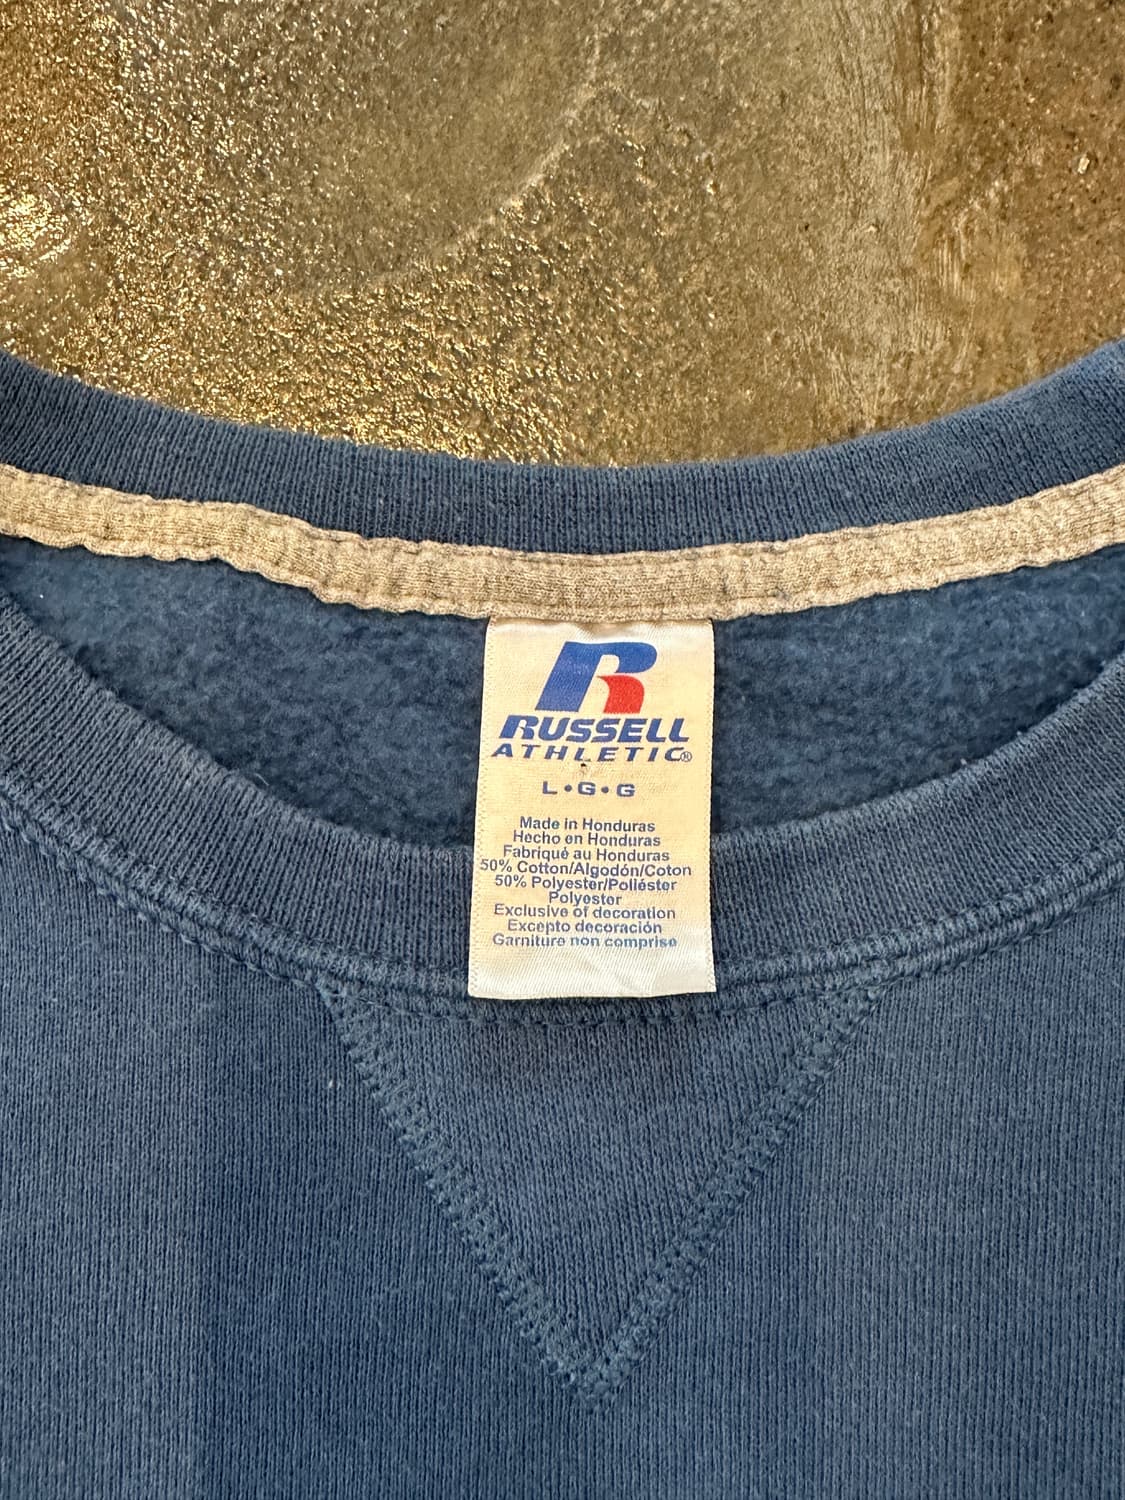 R
RUSSELL
ATHLETIC®
L•G•G
Made in Honduras
Hecho en Honduras
Fabriqué au Honduras
50% Cotton/Algodón/Coton
50% Polyester/Poliéster
Polyester
Exclusive of decoration
Excepto decoración
Garniture non comprise